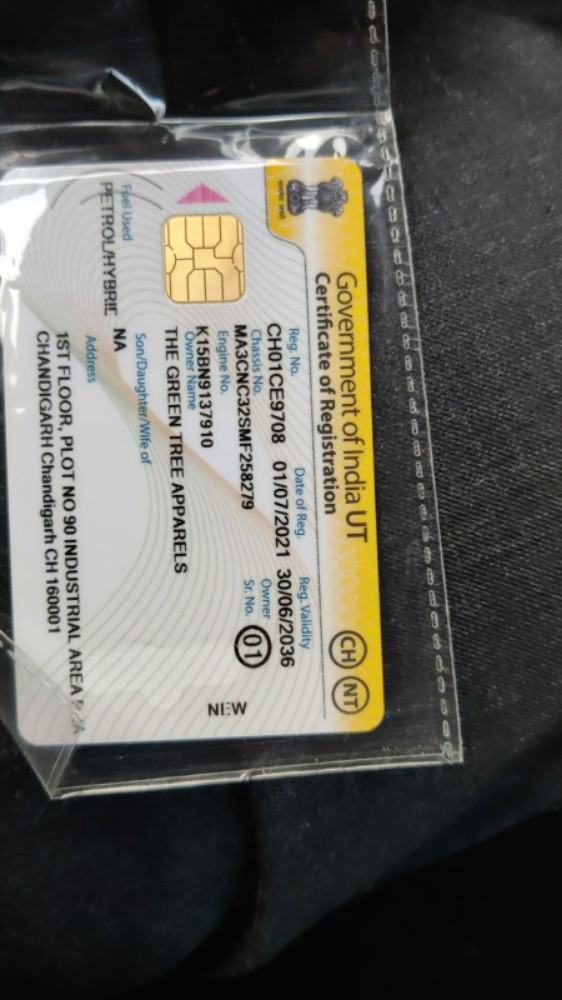 Government of India UT
Certificate of Registration
CH NT
Reg. No. Date of Reg. Reg. Validity
CH01CE9708 01/07/2021 30/06/2036
Chassis No. Owner
MA3CNC32SMF258279 Sr. No. 01
Engine No.
K15BN9137910
Owner Name
THE GREEN TREE APPARELS
NEW
Son/Daughter/Wife of
NA
Fuel Used
PETROL/HYBRID
Address
1ST FLOOR, PLOT NO 90 INDUSTRIAL AREA
CHANDIGARH Chandigarh CH 160001